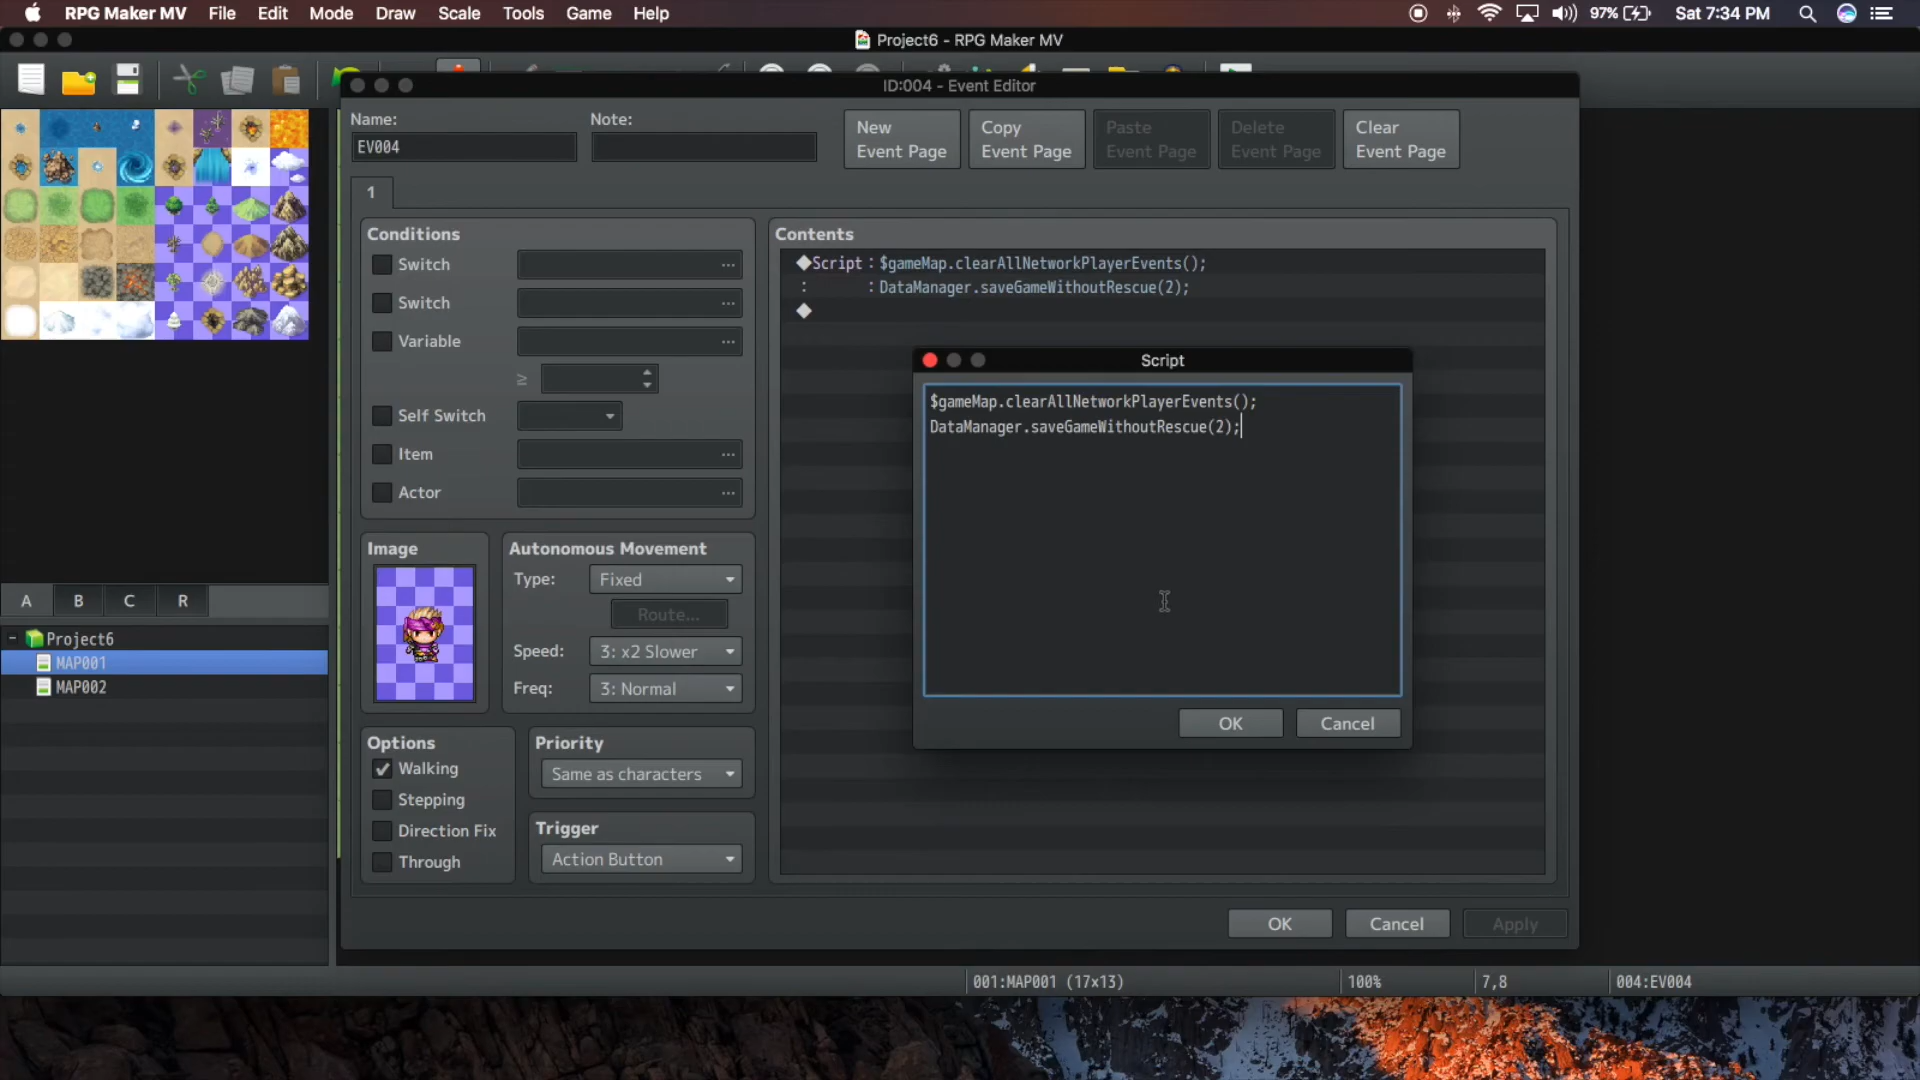 RPG Maker MV File Edit Mode Draw Scale Tools Game Help 97% Sat 7:34 PM
Project6 - RPG Maker MV
ID:004 - Event Editor
Name:
Note:
EV004
New
Event Page
Copy
Event Page
Paste
Event Page
Delete
Event Page
Clear
Event Page
1
Conditions
Switch ...
Switch ...
Variable ...
≥
Self Switch
Item ...
Actor ...
Image
Autonomous Movement
Type: Fixed
Route...
Speed: 3: x2 Slower
Freq: 3: Normal
Options
Walking
Stepping
Direction Fix
Through
Priority
Same as characters
Trigger
Action Button
Contents
◆Script：$gameMap.clearAllNetworkPlayerEvents();
:      ：DataManager.saveGameWithoutRescue(2);
◆
Script
$gameMap.clearAllNetworkPlayerEvents();
DataManager.saveGameWithoutRescue(2);
OK Cancel
OK Cancel Apply
A B C R
Project6
MAP001
MAP002
001:MAP001 (17x13) 100% 7,8 004:EV004